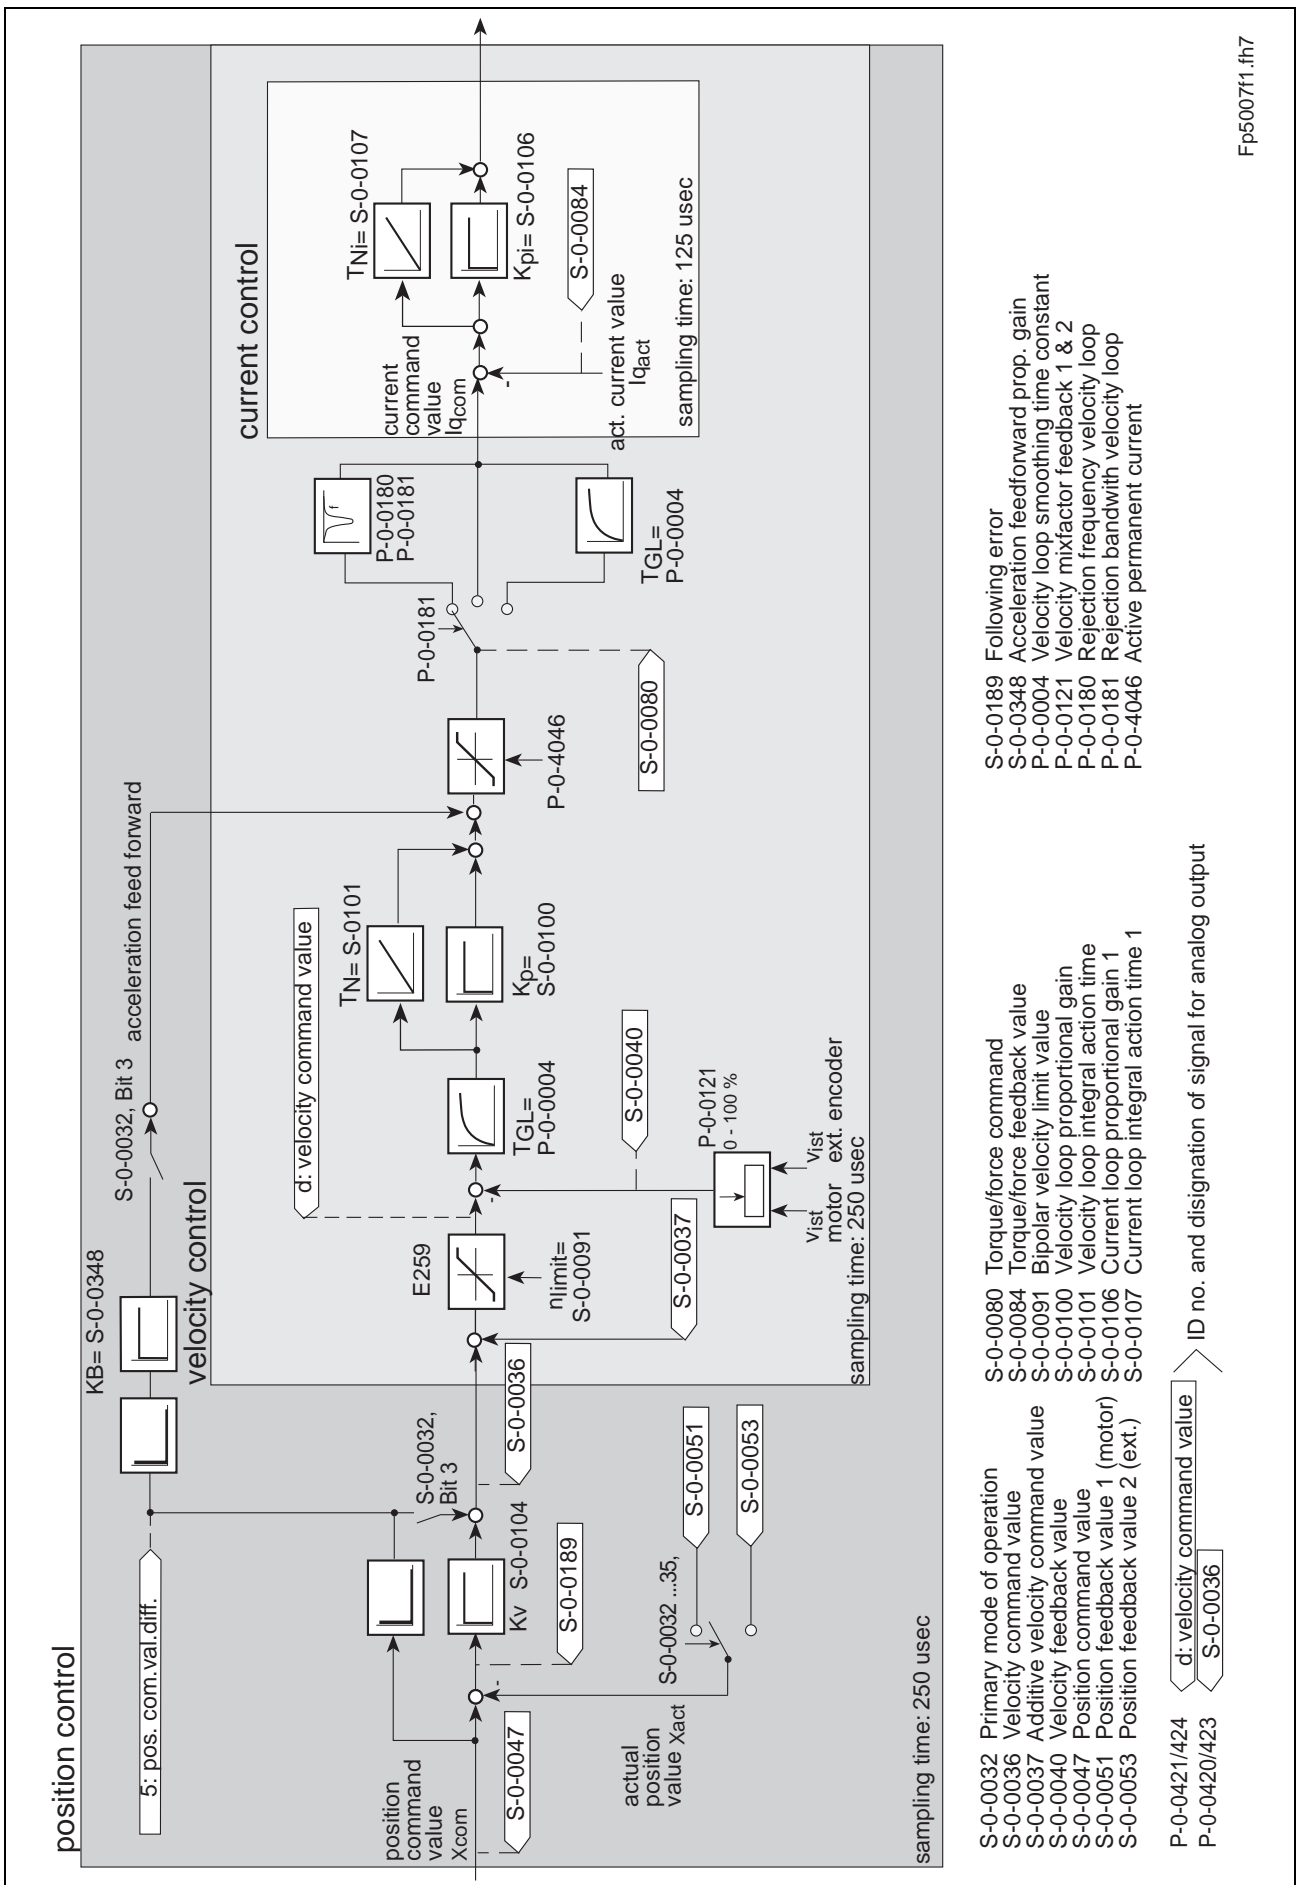 position control
5: pos. com.val.diff.
position
command
value
Xcom
S-0-0047
Kv S-0-0104
S-0-0189
S-0-0032,
Bit 3
S-0-0036
actual
position
value xact
S-0-0032 ...35,
S-0-0051
S-0-0053
sampling time: 250 usec
KB= S-0-0348
S-0-0032, Bit 3
acceleration feed forward
velocity control
E259
nlimit=
S-0-0091
S-0-0037
d: velocity command value
TGL=
P-0-0004
S-0-0040
P-0-0121
0 - 100 %
vist
motor
vist
ext. encoder
sampling time: 250 usec
TN= S-0101
Kp=
S-0-0100
P-0-4046
P-0-0181
S-0-0080
f
P-0-0180
P-0-0181
TGL=
P-0-0004
current control
current
command
value
Iqcom
TNi= S-0-0107
Kpi= S-0-0106
S-0-0084
act. current value
Iqact
sampling time: 125 usec
S-0-0032 Primary mode of operation
S-0-0036 Velocity command value
S-0-0037 Additive velocity command value
S-0-0040 Velocity feedback value
S-0-0047 Position command value
S-0-0051 Position feedback value 1 (motor)
S-0-0053 Position feedback value 2 (ext.)
S-0-0080 Torque/force command
S-0-0084 Torque/force feedback value
S-0-0091 Bipolar velocity limit value
S-0-0100 Velocity loop proportional gain
S-0-0101 Velocity loop integral action time
S-0-0106 Current loop proportional gain 1
S-0-0107 Current loop integral action time 1
S-0-0189 Following error
S-0-0348 Acceleration feedforward prop. gain
P-0-0004 Velocity loop smoothing time constant
P-0-0121 Velocity mixfactor feedback 1 & 2
P-0-0180 Rejection frequency velocity loop
P-0-0181 Rejection bandwith velocity loop
P-0-4046 Active permanent current
P-0-0421/424 d: velocity command value
P-0-0420/423 S-0-0036
ID no. and disignation of signal for analog output
Fp5007f1.fh7